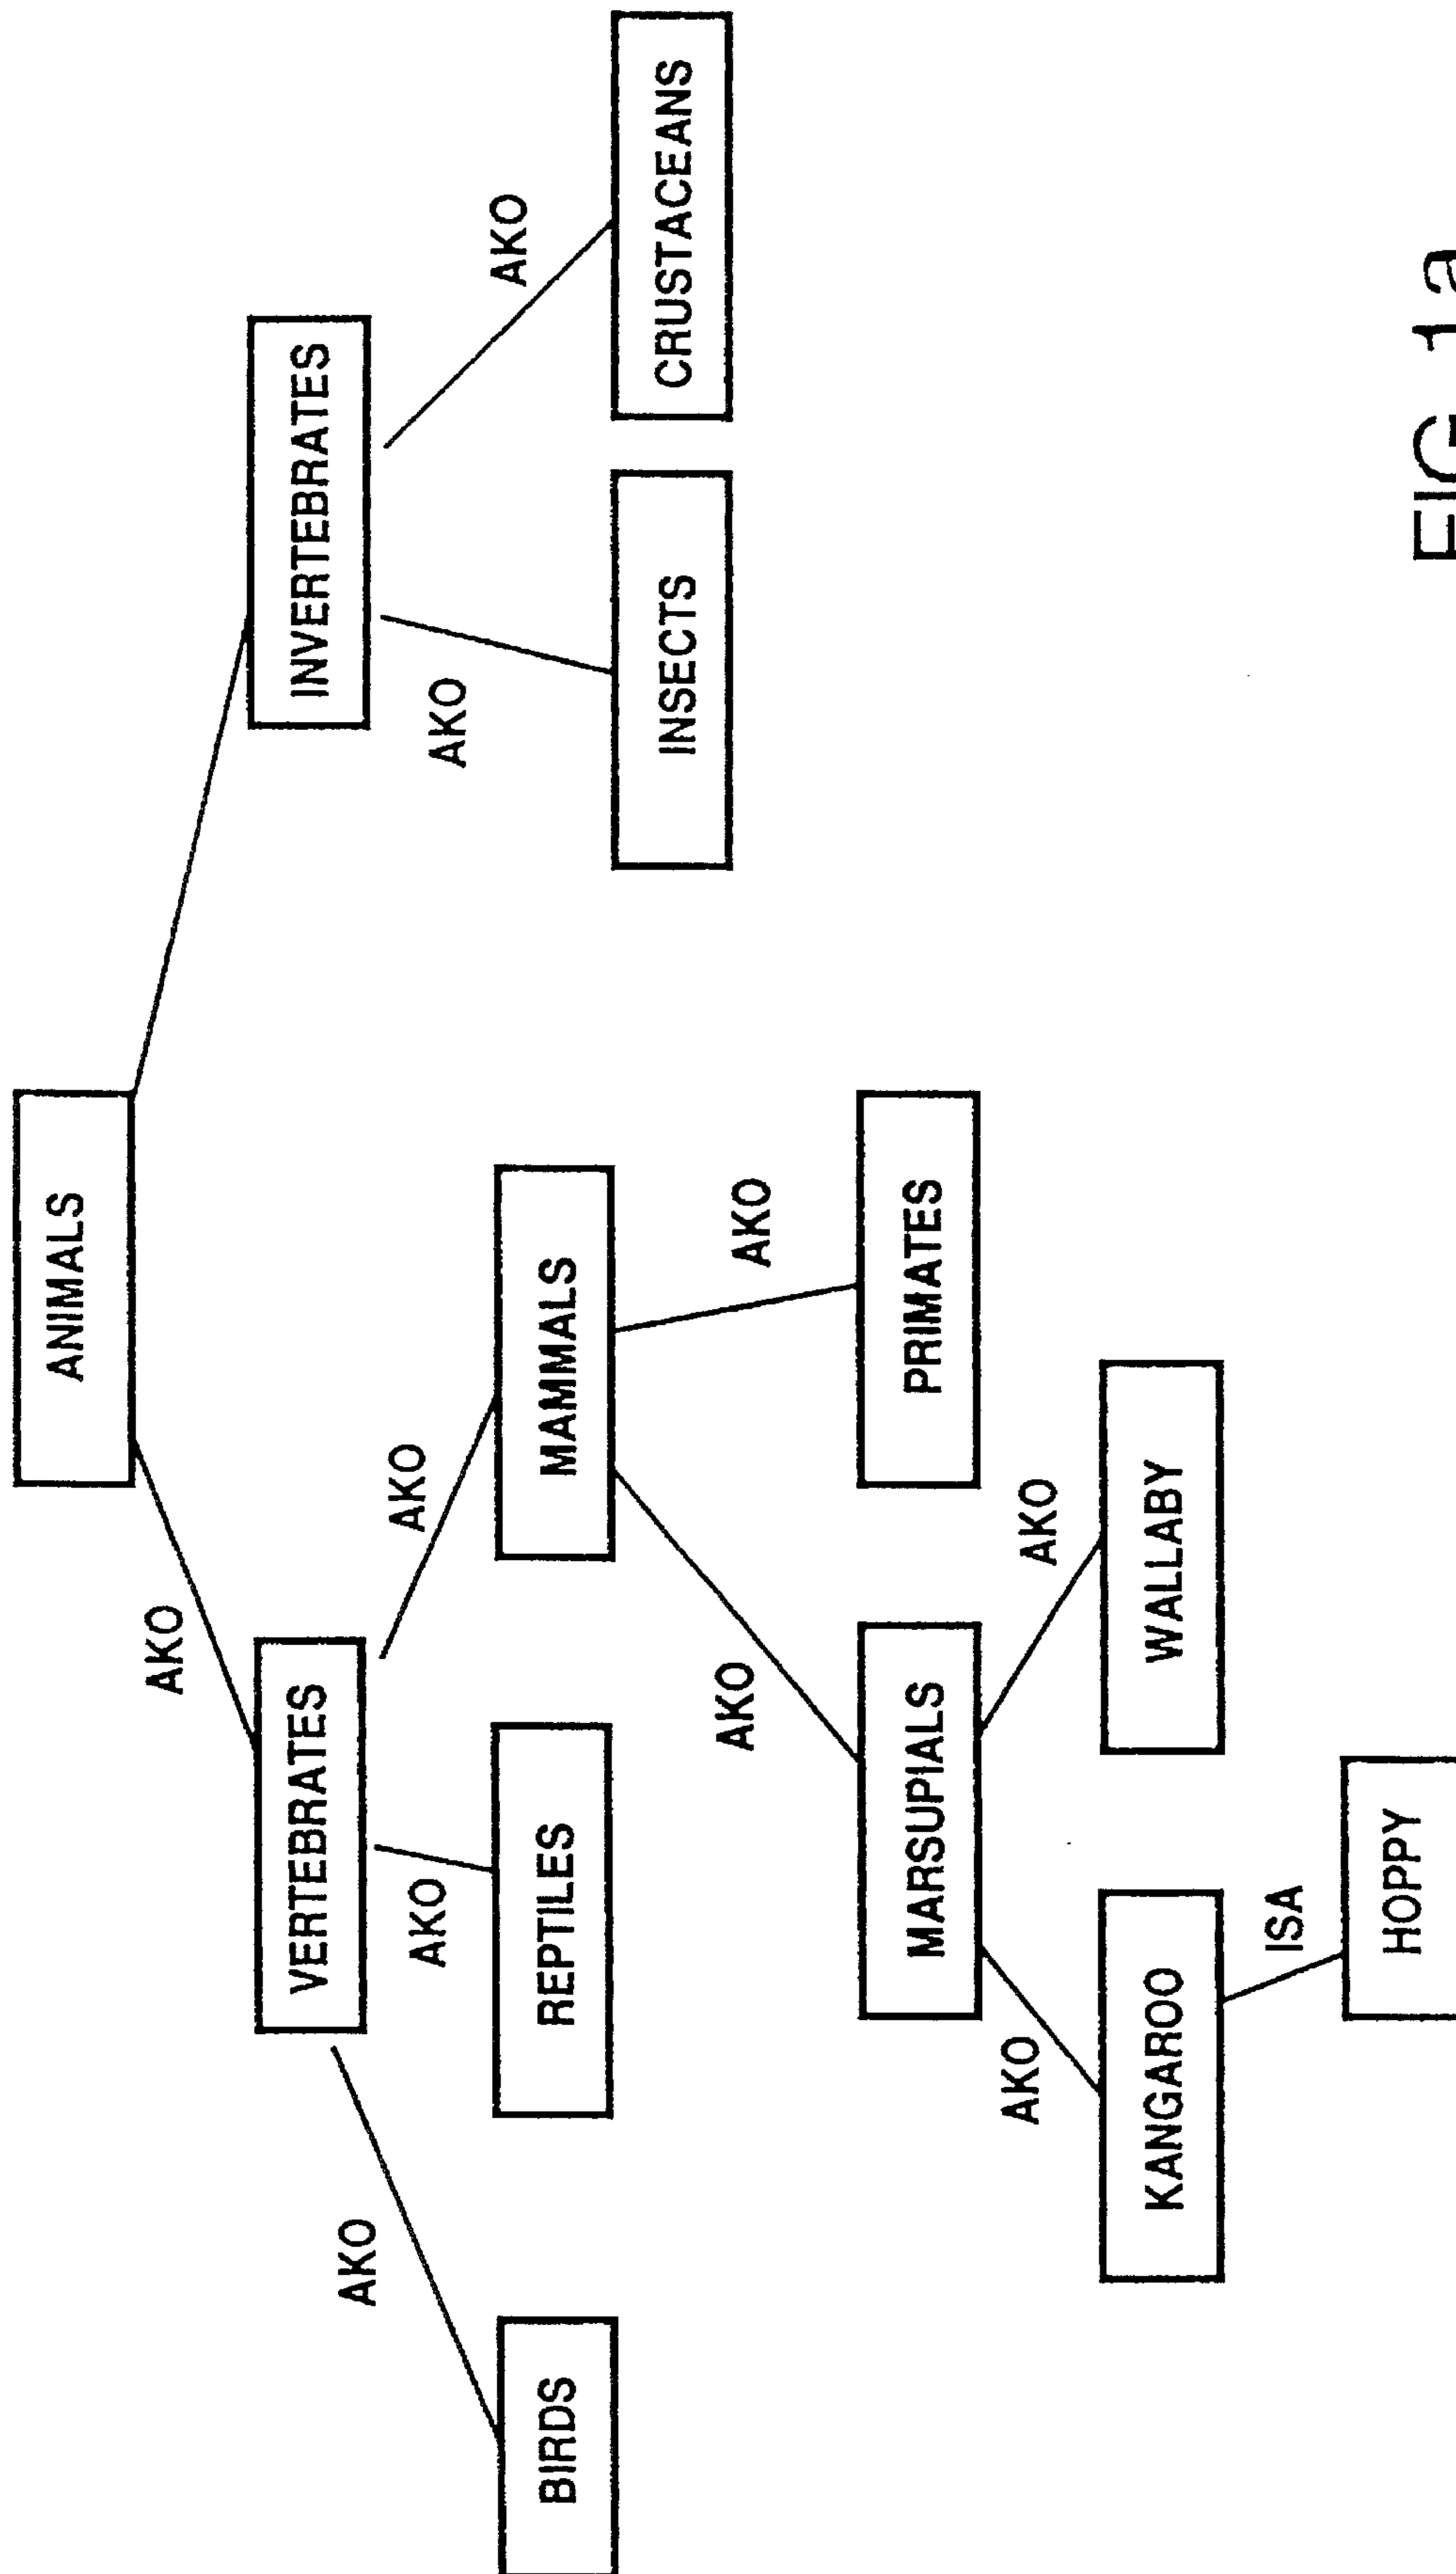 ANIMALS
AKO
VERTEBRATES
INVERTEBRATES
AKO
AKO
AKO
AKO
AKO
BIRDS
REPTILES
MAMMALS
INSECTS
CRUSTACEANS
AKO
AKO
MARSUPIALS
PRIMATES
AKO
AKO
KANGAROO
WALLABY
ISA
HOPPY
FIG. 1a